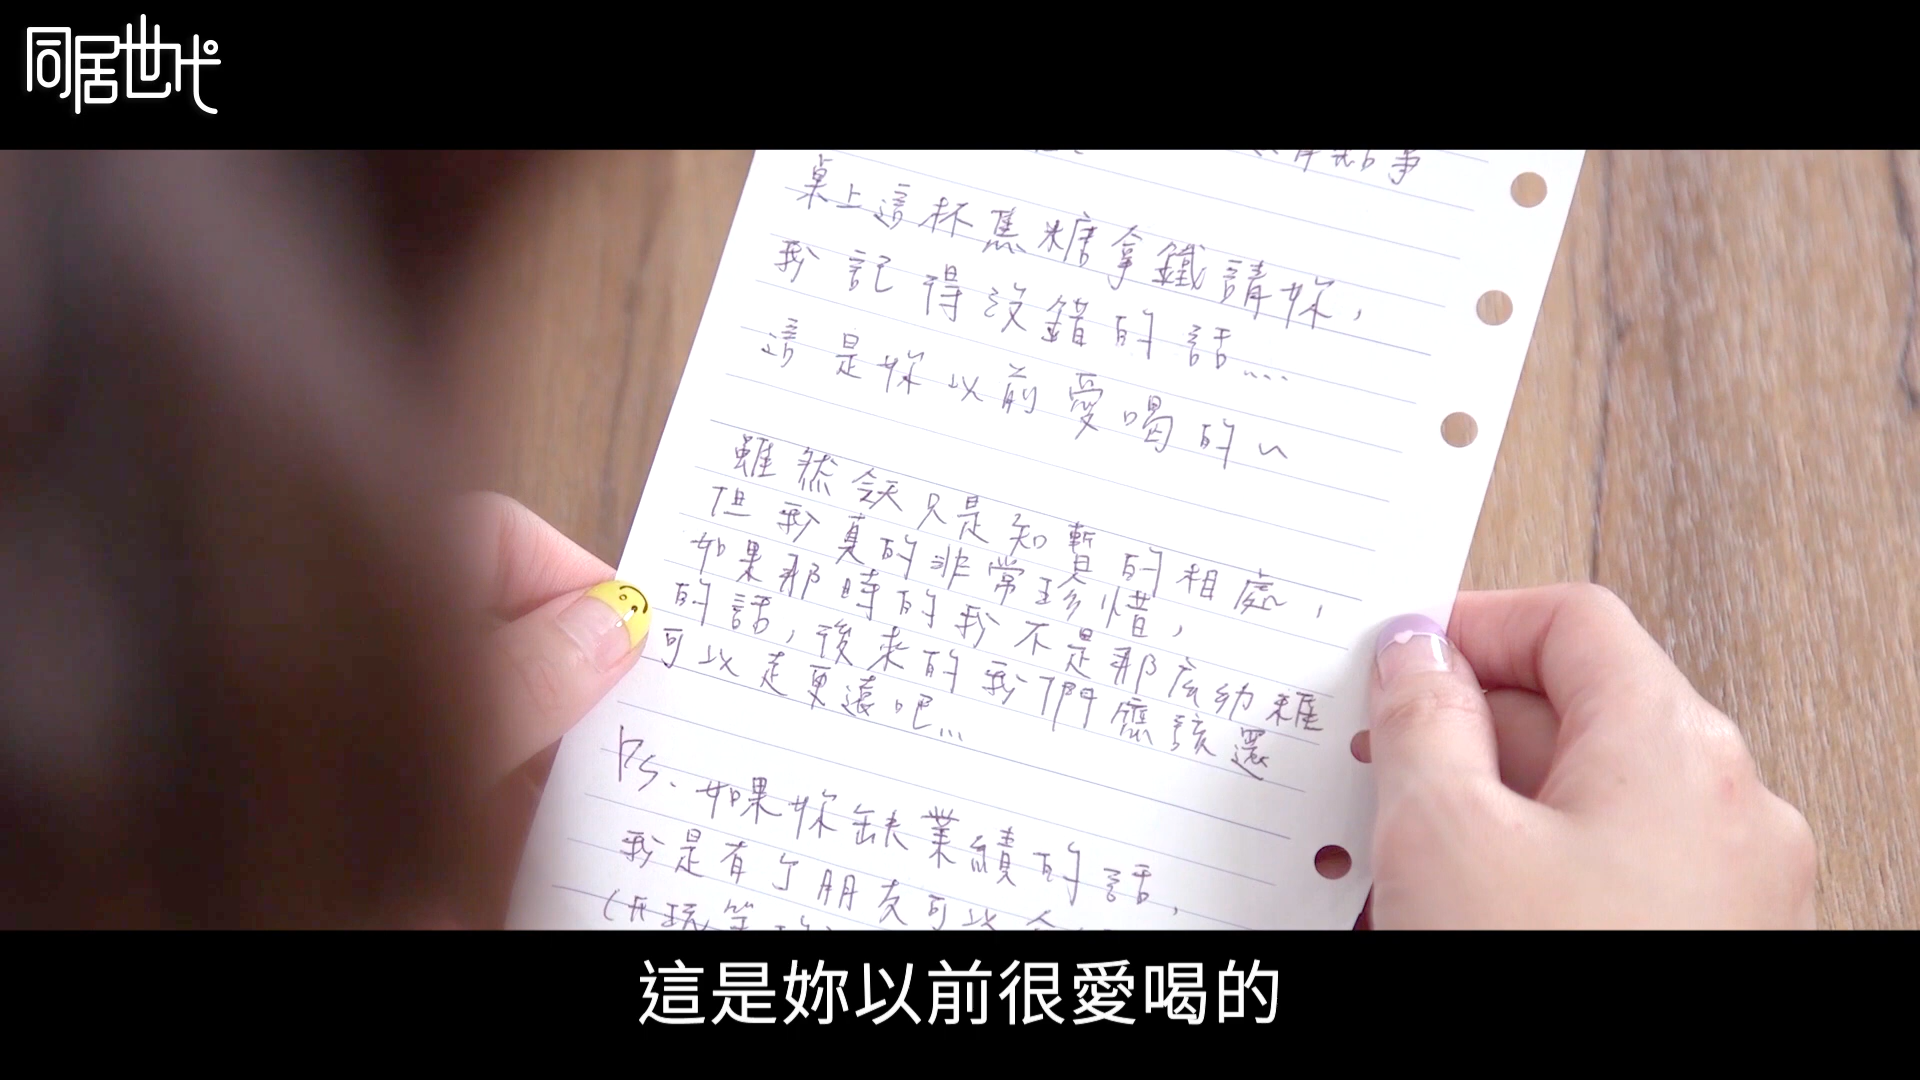 同居世代
桌上這杯焦糖拿鐵請妳,
我記得沒錯的話....
這是妳以前愛喝的~
雖然今天只是短暫的相處,
但我真的非常珍惜,
如果那時的我不是那麼幼稚
的話,後來的我們應該還
可以走更遠吧...
PS. 如果妳缺業績的話,
我是有個朋友可以
這是妳以前很愛喝的